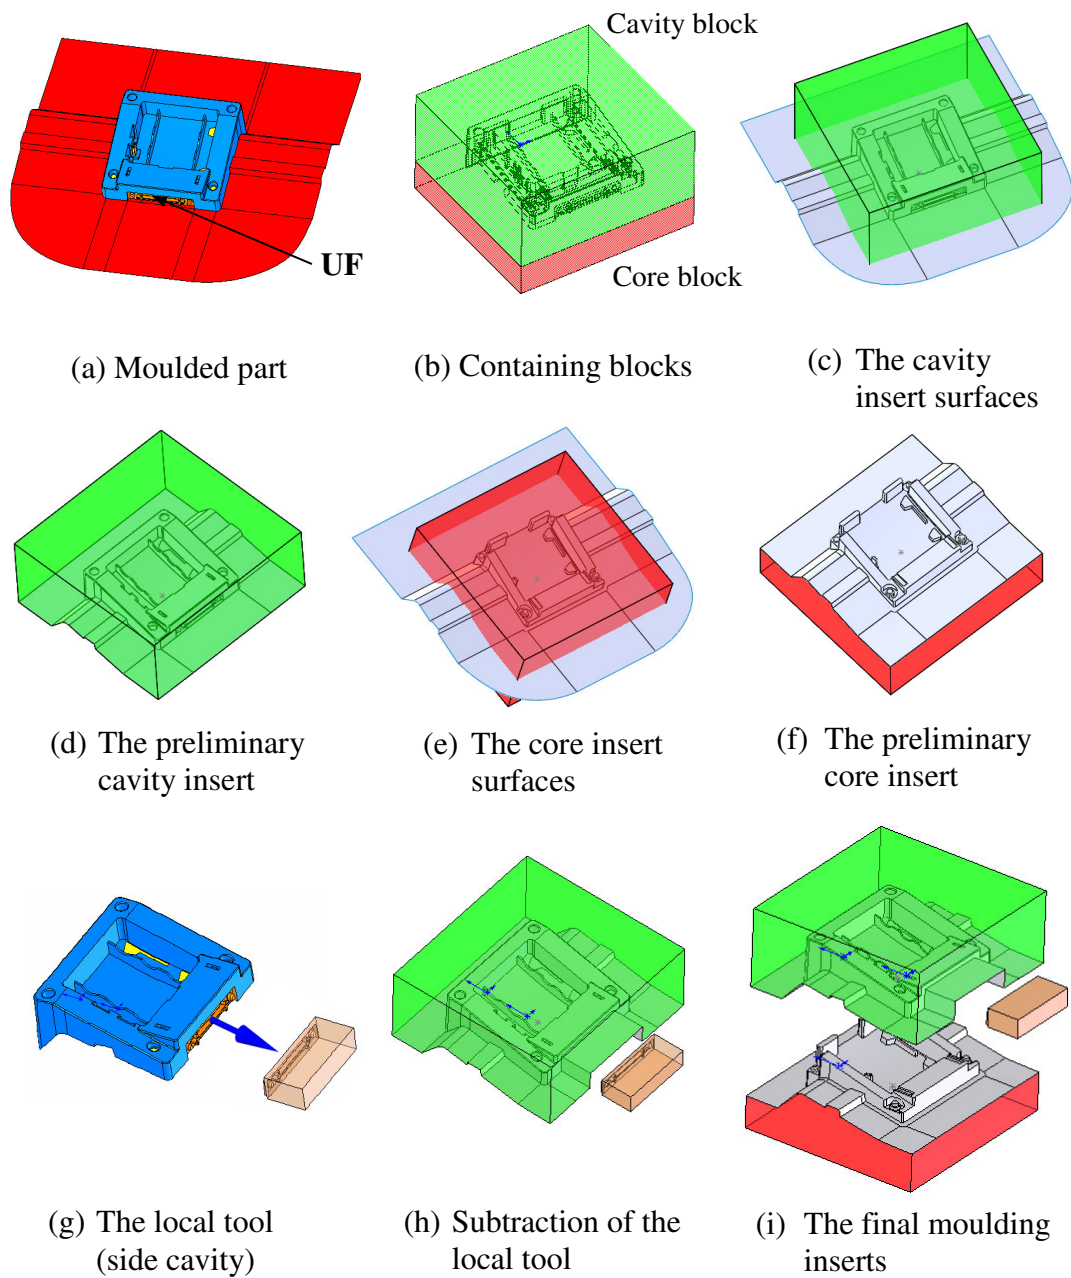 Cavity block
UF
Core block
(a) Moulded part
(b) Containing blocks
(c) The cavity
insert surfaces
(d) The preliminary
cavity insert
(e) The core insert
surfaces
(f) The preliminary
core insert
(g) The local tool
(side cavity)
(h) Subtraction of the
local tool
(i) The final moulding
inserts